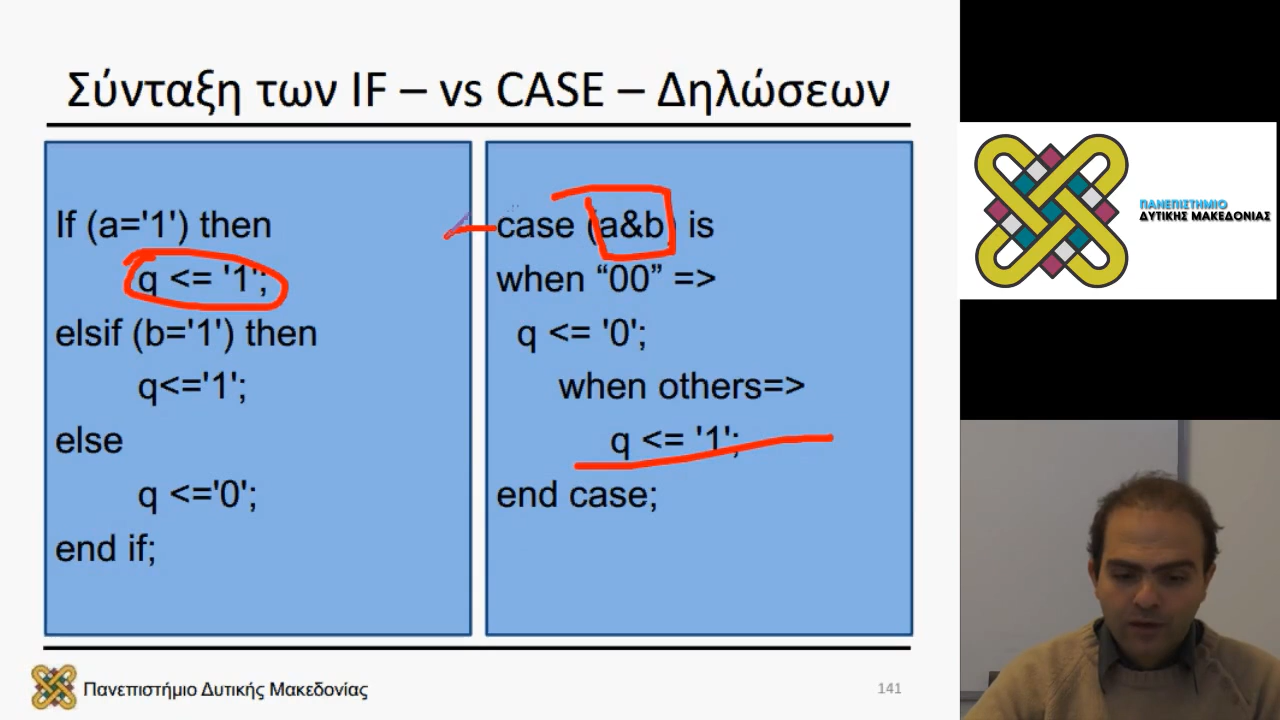 Σύνταξη των IF – vs CASE – Δηλώσεων
If (a='1') then
q <= '1';
elsif (b='1') then
q<='1';
else
q <='0';
end if;
case (a&b) is
when “00” =>
q <= '0';
when others=>
q <= '1';
end case;
Πανεπιστήμιο Δυτικής Μακεδονίας
141
ΠΑΝΕΠΙΣΤΗΜΙΟ
ΔΥΤΙΚΗΣ ΜΑΚΕΔΟΝΙΑΣ